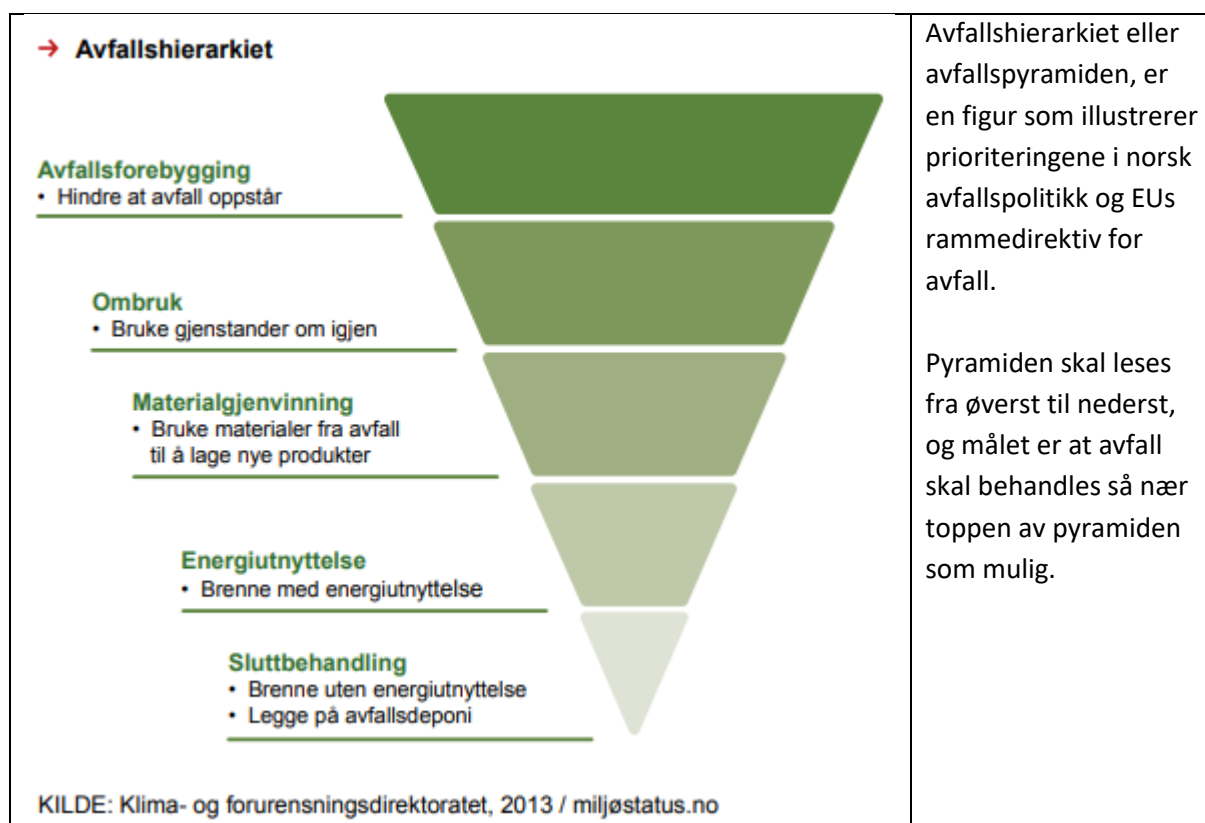 → Avfallshierarkiet
Avfallsforebygging
• Hindre at avfall oppstår
Ombruk
• Bruke gjenstander om igjen
Materialgjenvinning
• Bruke materialer fra avfall
til å lage nye produkter
Energiutnyttelse
• Brenne med energiutnyttelse
Sluttbehandling
• Brenne uten energiutnyttelse
• Legge på avfallsdeponi
KILDE: Klima- og forurensningsdirektoratet, 2013 / miljøstatus.no
Avfallshierarkiet eller
avfallspyramiden, er
en figur som illustrerer
prioriteringene i norsk
avfallspolitikk og EUs
rammedirektiv for
avfall.
Pyramiden skal leses
fra øverst til nederst,
og målet er at avfall
skal behandles så nær
toppen av pyramiden
som mulig.